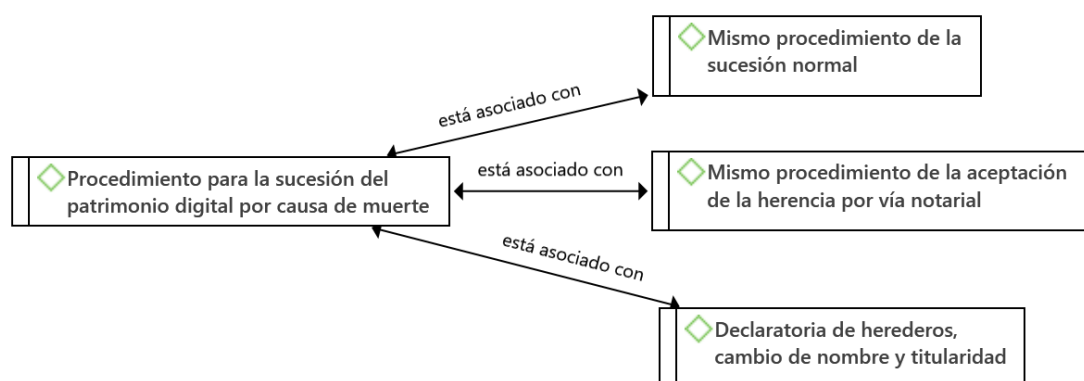 Mismo procedimiento de la
sucesión normal
está asociado con
Procedimiento para la sucesión del
patrimonio digital por causa de muerte
está asociado con
Mismo procedimiento de la aceptación
de la herencia por vía notarial
está asociado con
Declaratoria de herederos,
cambio de nombre y titularidad